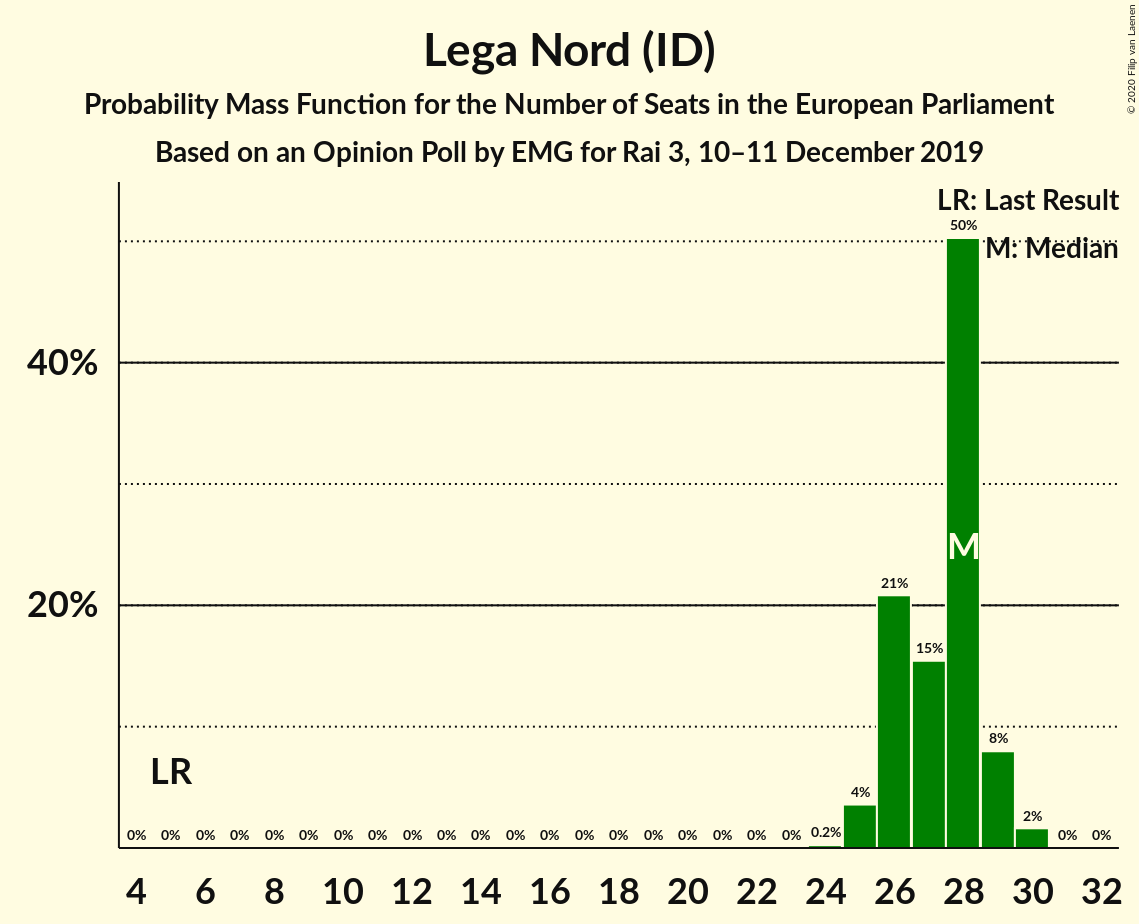 Lega Nord (ID)
Probability Mass Function for the Number of Seats in the European Parliament
Based on an Opinion Poll by EMG for Rai 3, 10–11 December 2019
© 2020 Filip van Laenen
LR: Last Result
M: Median
50%
40%
M
21%
20%
15%
8%
LR
4%
2%
0% 0% 0% 0% 0% 0% 0% 0% 0% 0% 0% 0% 0% 0% 0% 0% 0% 0% 0% 0% 0.2% 0% 0%
4 6 8 10 12 14 16 18 20 22 24 26 28 30 32